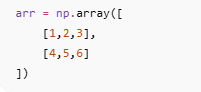 arr = np.array([
    [1,2,3],
    [4,5,6]
])